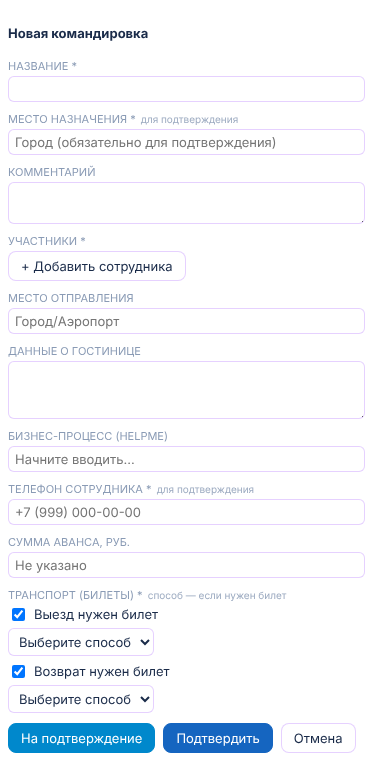 Новая командировка
НАЗВАНИЕ *
МЕСТО НАЗНАЧЕНИЯ * для подтверждения
Город (обязательно для подтверждения)
КОММЕНТАРИЙ
УЧАСТНИКИ *
+ Добавить сотрудника
МЕСТО ОТПРАВЛЕНИЯ
Город/Аэропорт
ДАННЫЕ О ГОСТИНИЦЕ
БИЗНЕС-ПРОЦЕСС (HELPME)
Начните вводить...
ТЕЛЕФОН СОТРУДНИКА * для подтверждения
+7 (999) 000-00-00
СУММА АВАНСА, РУБ.
Не указано
ТРАНСПОРТ (БИЛЕТЫ) * способ — если нужен билет
Выезд нужен билет
Выберите способ
Возврат нужен билет
Выберите способ
На подтверждение Подтвердить Отмена